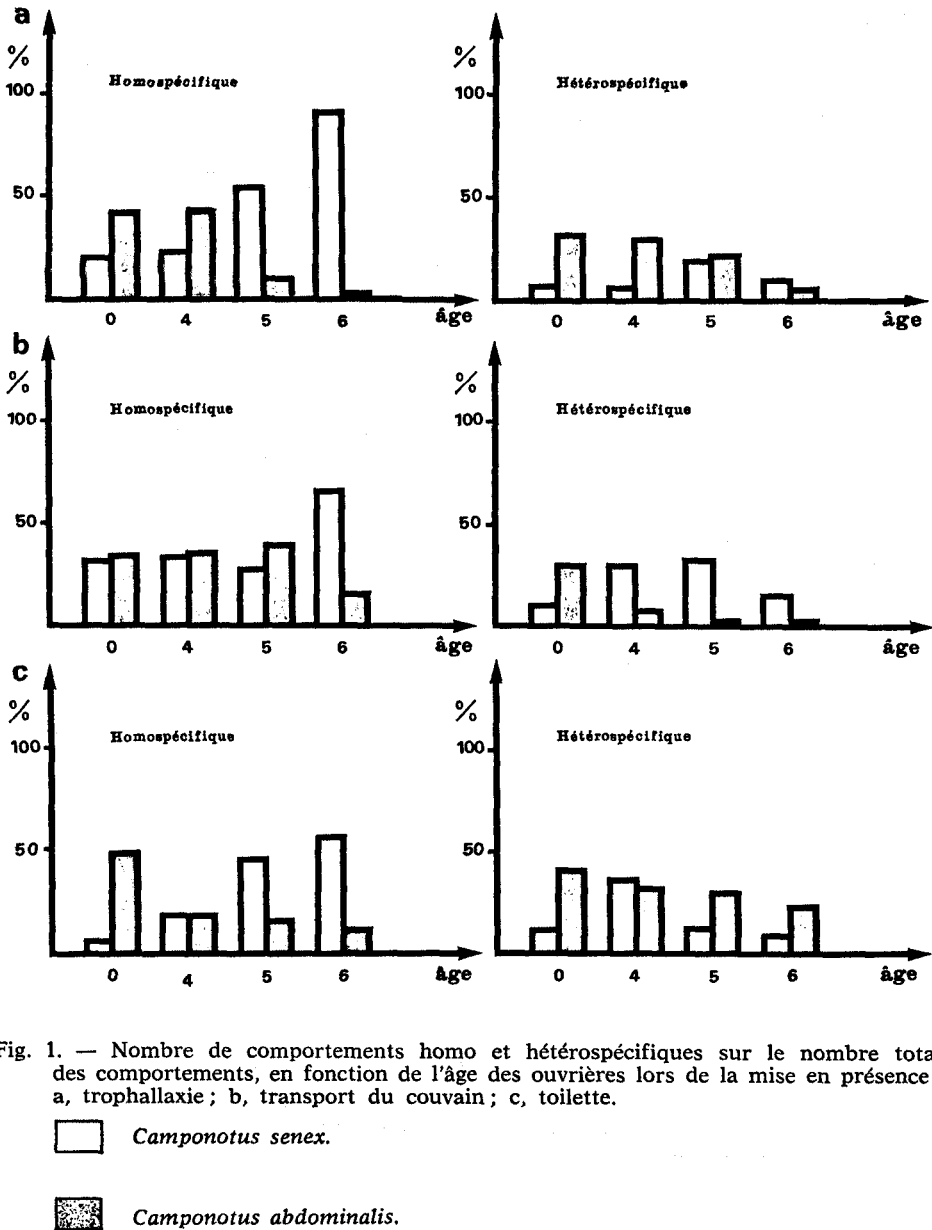 a
%
Homospécifique
100
50
0 4 5 6 âge
%
Hétérospécifique
100
50
0 4 5 6 âge
b
%
Homospécifique
100
50
0 4 5 6 âge
%
Hétérospécifique
100
50
0 4 5 6 âge
c
%
Homospécifique
100
50
0 4 5 6 âge
%
Hétérospécifique
100
50
0 4 5 6 âge
Fig. 1. — Nombre de comportements homo et hétérospécifiques sur le nombre tota
des comportements, en fonction de l'âge des ouvrières lors de la mise en présence
a, trophallaxie ; b, transport du couvain ; c, toilette.
Camponotus senex.
Camponotus abdominalis.